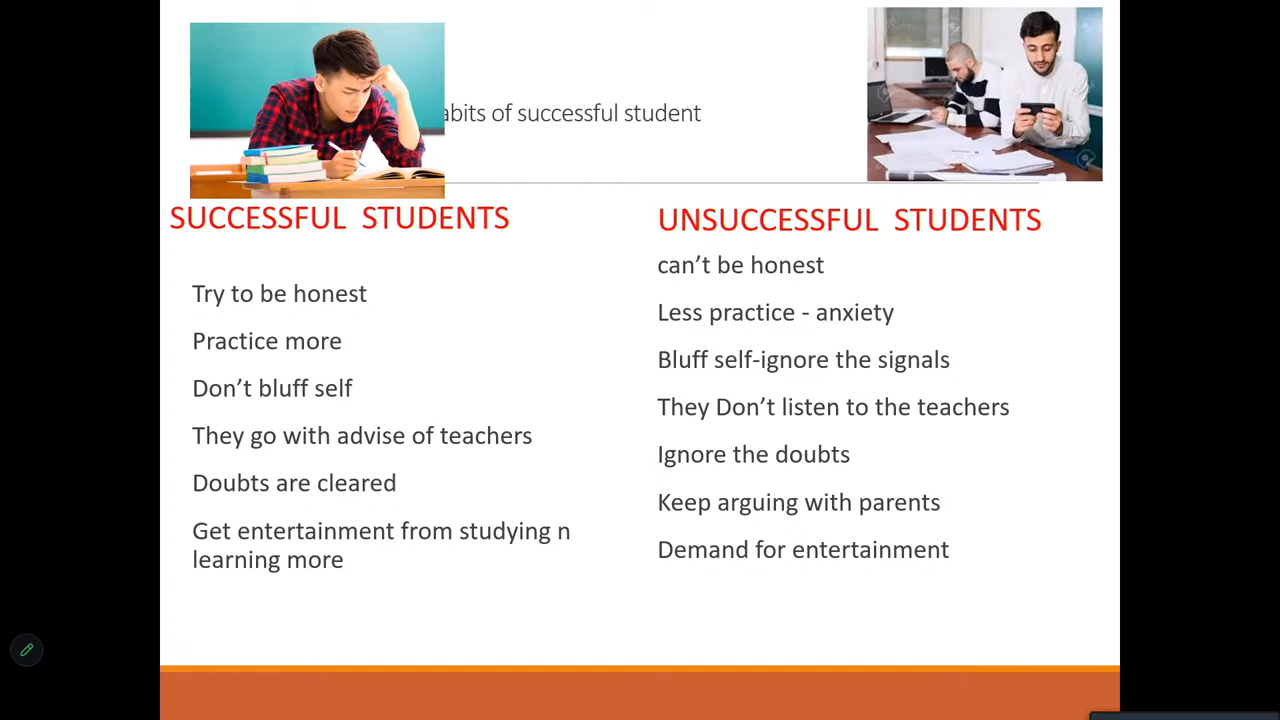 abits of successful student
SUCCESSFUL STUDENTS
Try to be honest
Practice more
Don’t bluff self
They go with advise of teachers
Doubts are cleared
Get entertainment from studying n
learning more
UNSUCCESSFUL STUDENTS
can’t be honest
Less practice - anxiety
Bluff self-ignore the signals
They Don’t listen to the teachers
Ignore the doubts
Keep arguing with parents
Demand for entertainment